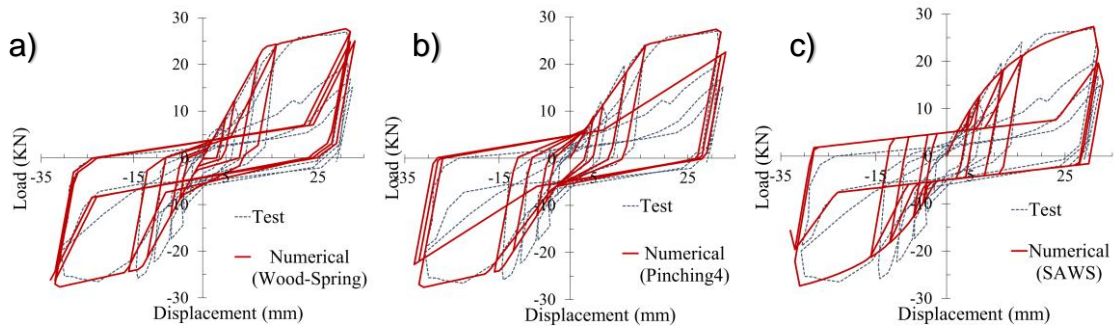 a)
30
20
10
0
-10
-20
-30
-35
-15
5
25
Load (KN)
Displacement (mm)
Test
Numerical
(Wood-Spring)
b)
30
20
10
0
-10
-20
-30
-35
-15
5
25
Load (KN)
Displacement (mm)
Test
Numerical
(Pinching4)
c)
30
20
10
0
-10
-20
-30
-35
-15
5
25
Load (KN)
Displacement (mm)
Test
Numerical
(SAWS)